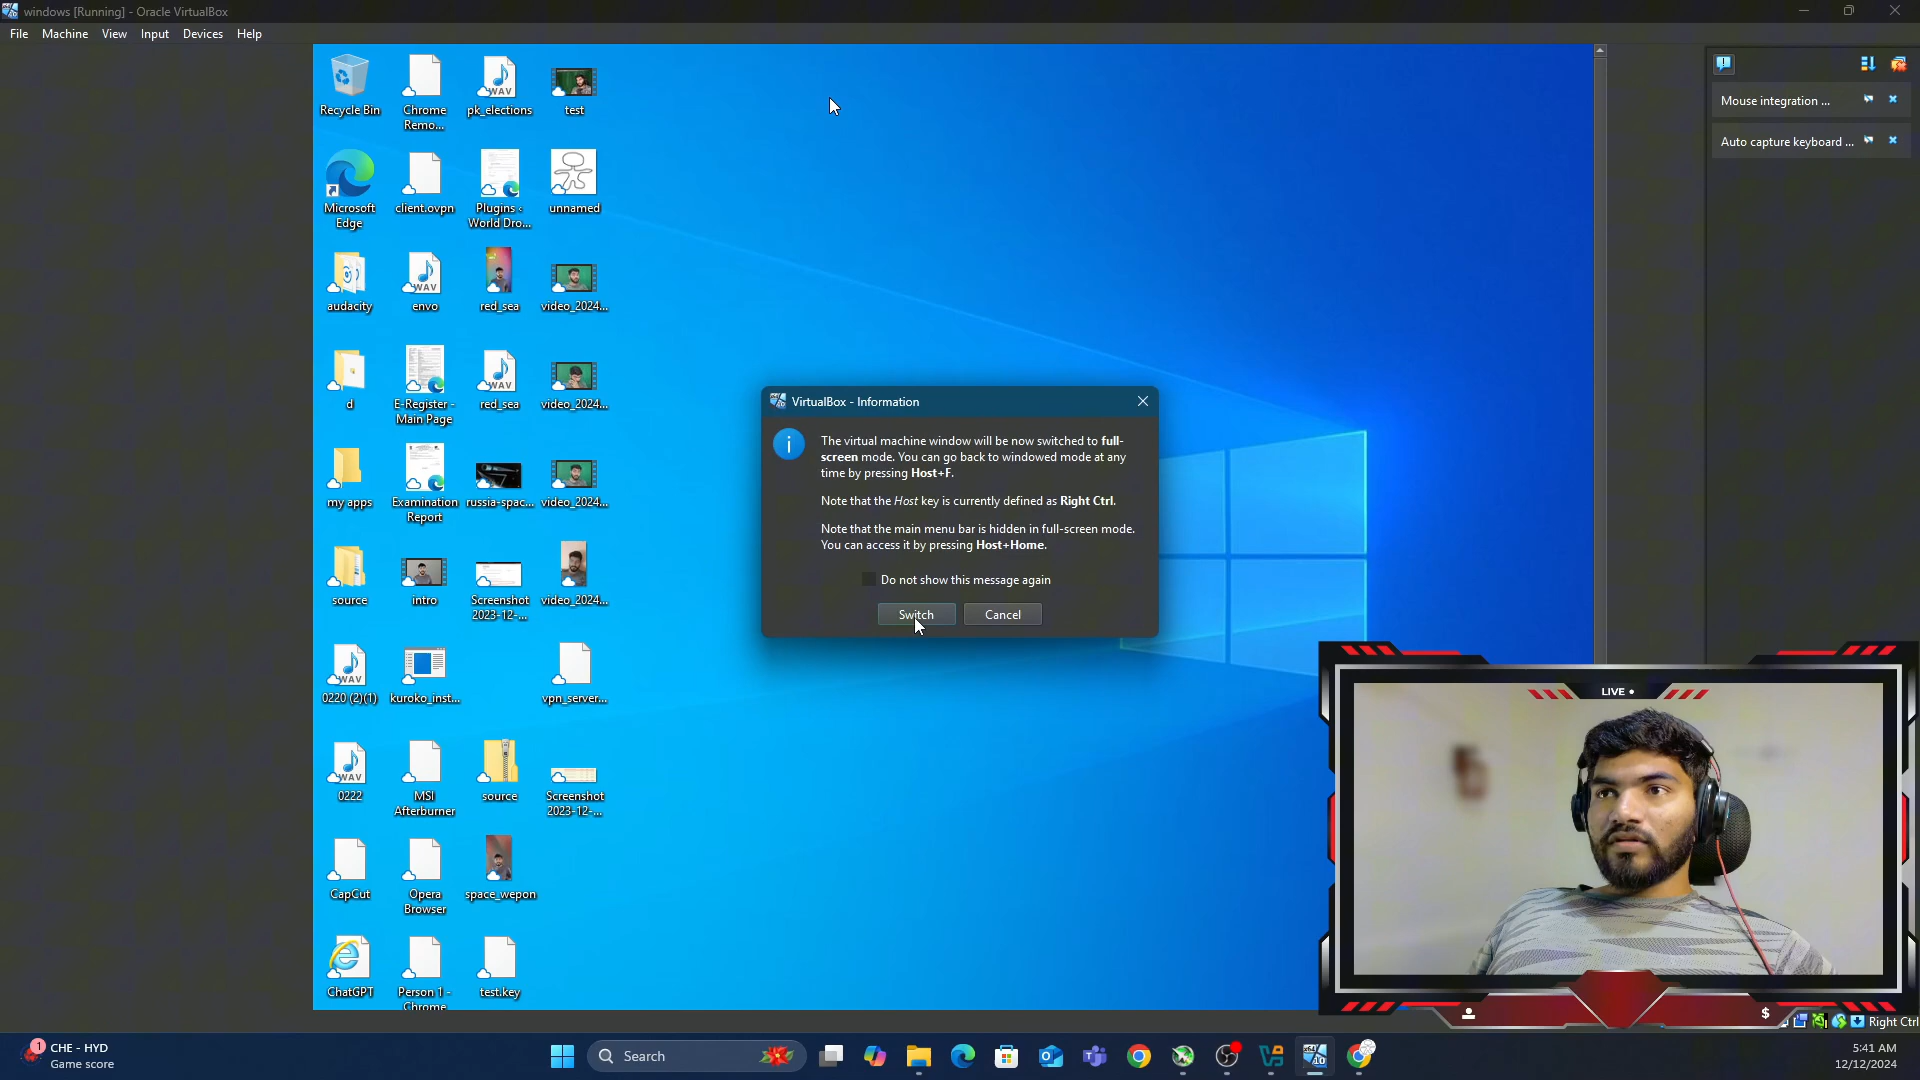 windows [Running] - Oracle VirtualBox
File Machine View Input Devices Help
Recycle Bin
Chrome
Remo...
WAV
pk_elections
test
Microsoft
Edge
client.ovpn
Plugins ‹
World Dro...
unnamed
audacity
WAV
envo
red_sea
video_2024...
d
E-Register -
Main Page
WAV
red_sea
video_2024...
my apps
Examination
Report
russia-spac...
video_2024...
source
intro
Screenshot
2023-12-...
video_2024...
WAV
0220 (2)(1)
kuroko_inst...
vpn_server...
WAV
0222
MSI
Afterburner
source
Screenshot
2023-12-...
CapCut
Opera
Browser
space_wepon
ChatGPT
Person 1 -
Chrome
test.key
VirtualBox - Information
The virtual machine window will be now switched to full-
screen mode. You can go back to windowed mode at any
time by pressing Host+F.
Note that the Host key is currently defined as Right Ctrl.
Note that the main menu bar is hidden in full-screen mode.
You can access it by pressing Host+Home.
Do not show this message again
Switch
Cancel
Mouse integration ...
Auto capture keyboard ...
LIVE
$
Right Ctrl
1
CHE - HYD
Game score
Search
5:41 AM
12/12/2024